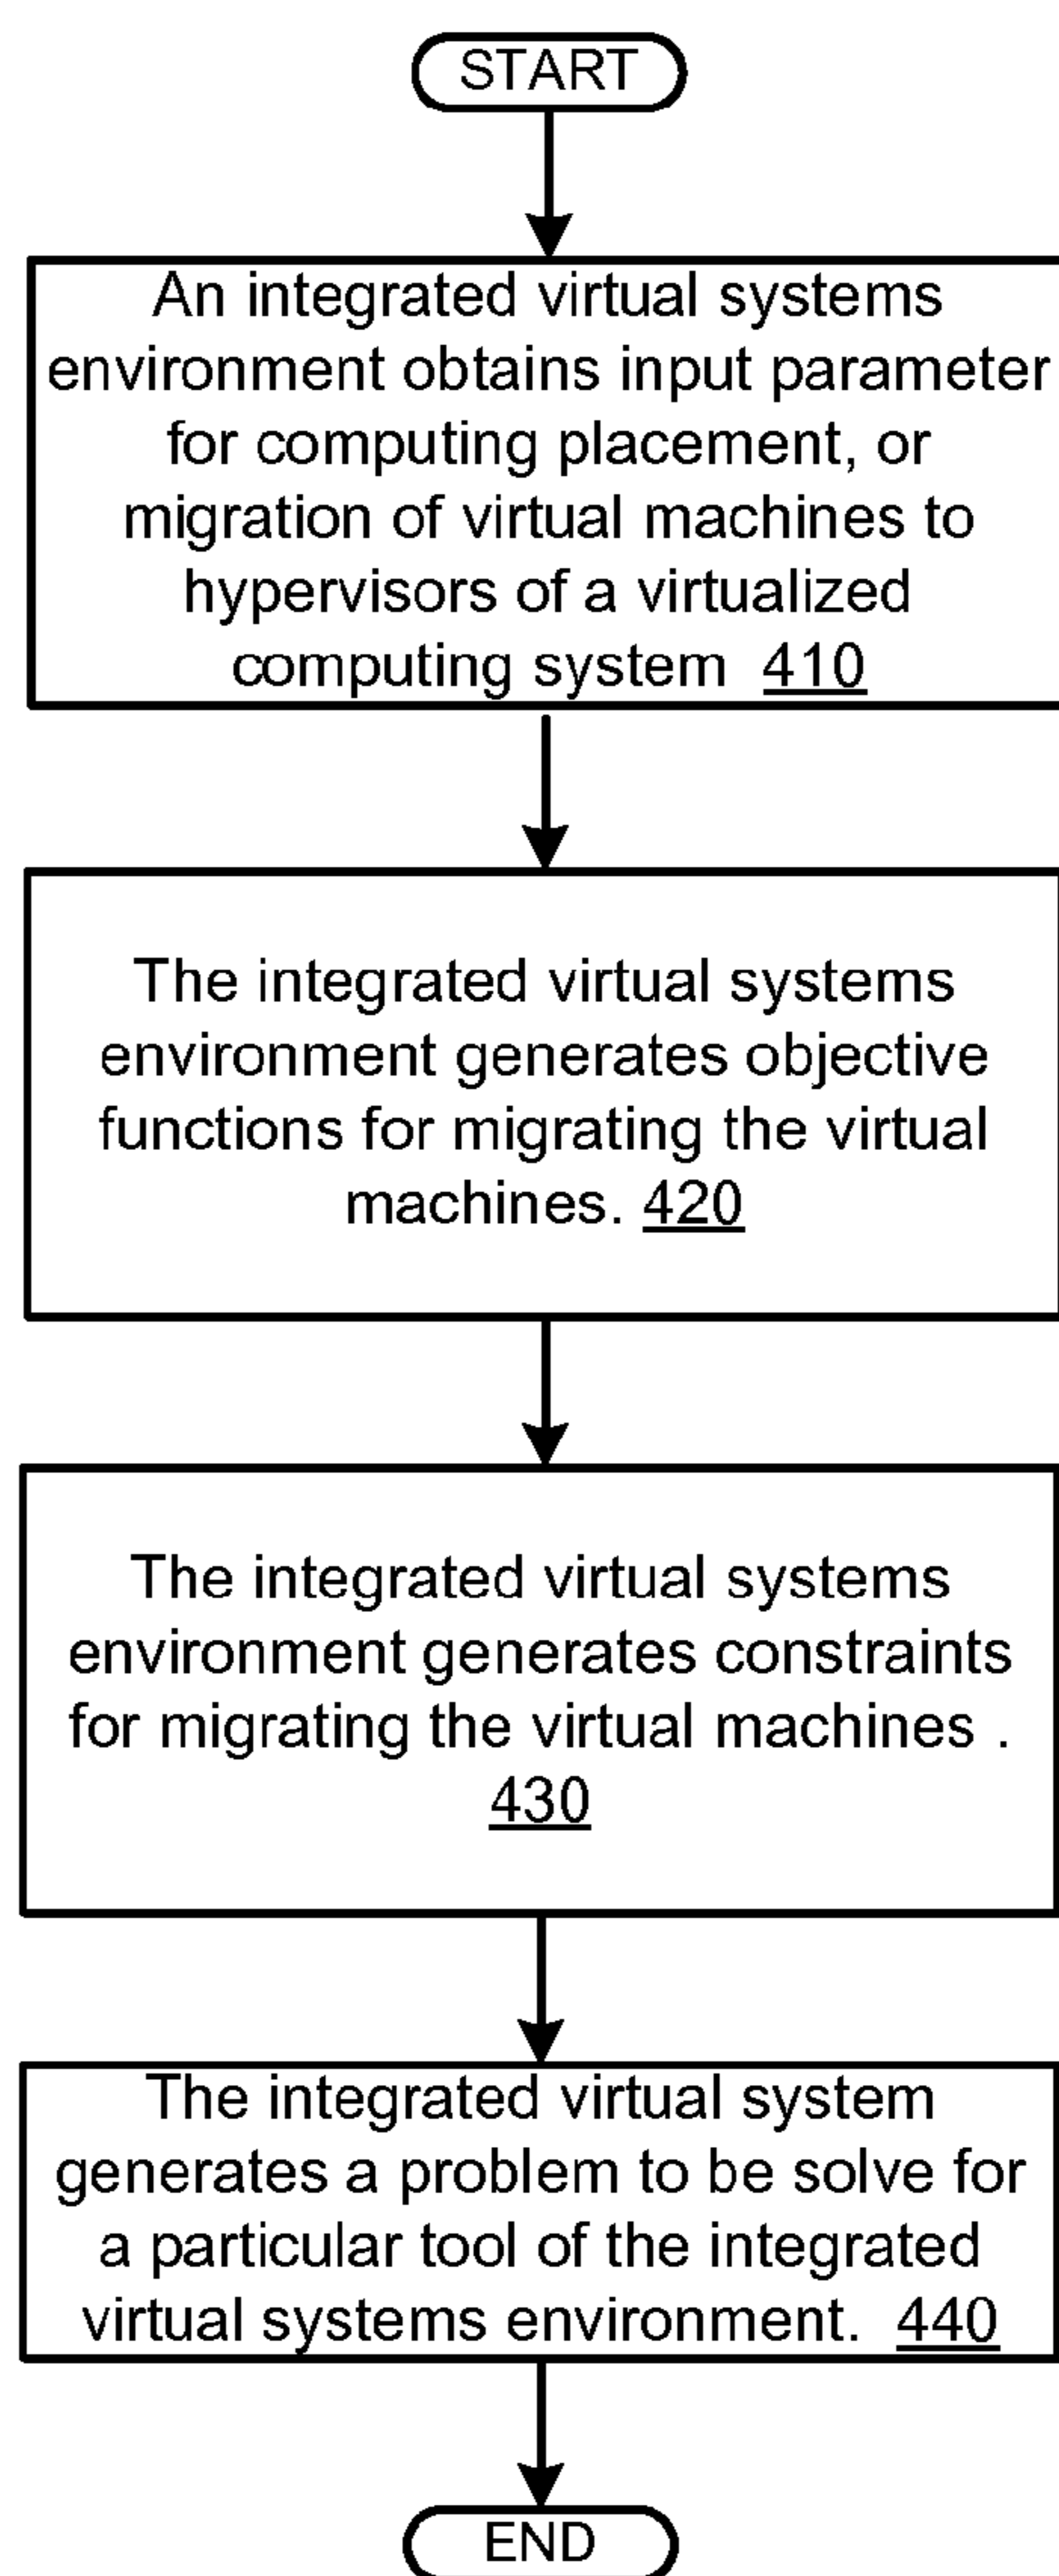 START
An integrated virtual systems
environment obtains input parameter
for computing placement, or
migration of virtual machines to
hypervisors of a virtualized
computing system 410
The integrated virtual systems
environment generates objective
functions for migrating the virtual
machines. 420
The integrated virtual systems
environment generates constraints
for migrating the virtual machines .
430
The integrated virtual system
generates a problem to be solve for
a particular tool of the integrated
virtual systems environment. 440
END